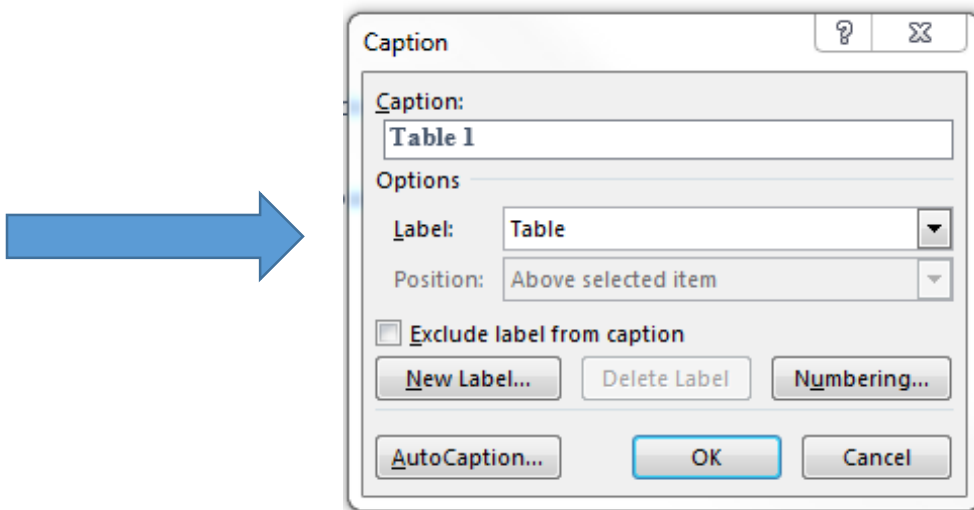 Caption
Caption:
Table 1
Options
Label: Table
Position: Above selected item
Exclude label from caption
New Label... Delete Label Numbering...
AutoCaption... OK Cancel